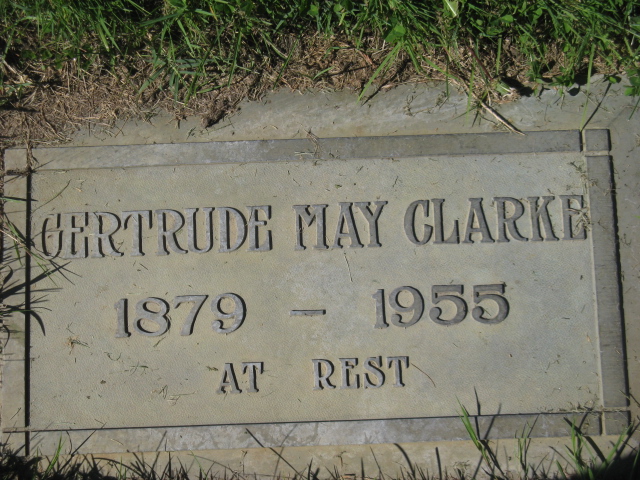 GERTRUDE MAY CLARKE
1879 – 1955
AT REST